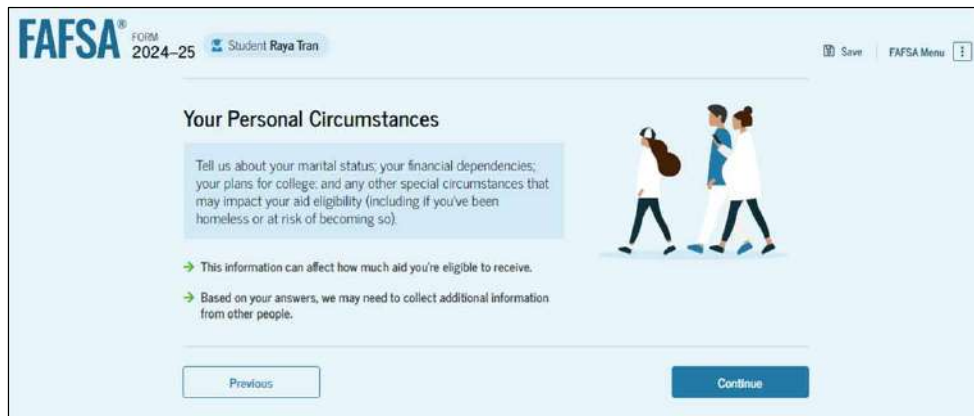 FAFSA®
FORM
2024–25
Student Raya Tran
Save
FAFSA Menu
Your Personal Circumstances
Tell us about your marital status; your financial dependencies;
your plans for college; and any other special circumstances that
may impact your aid eligibility (including if you've been
homeless or at risk of becoming so).
This information can affect how much aid you're eligible to receive.
Based on your answers, we may need to collect additional information
from other people.
Previous
Continue